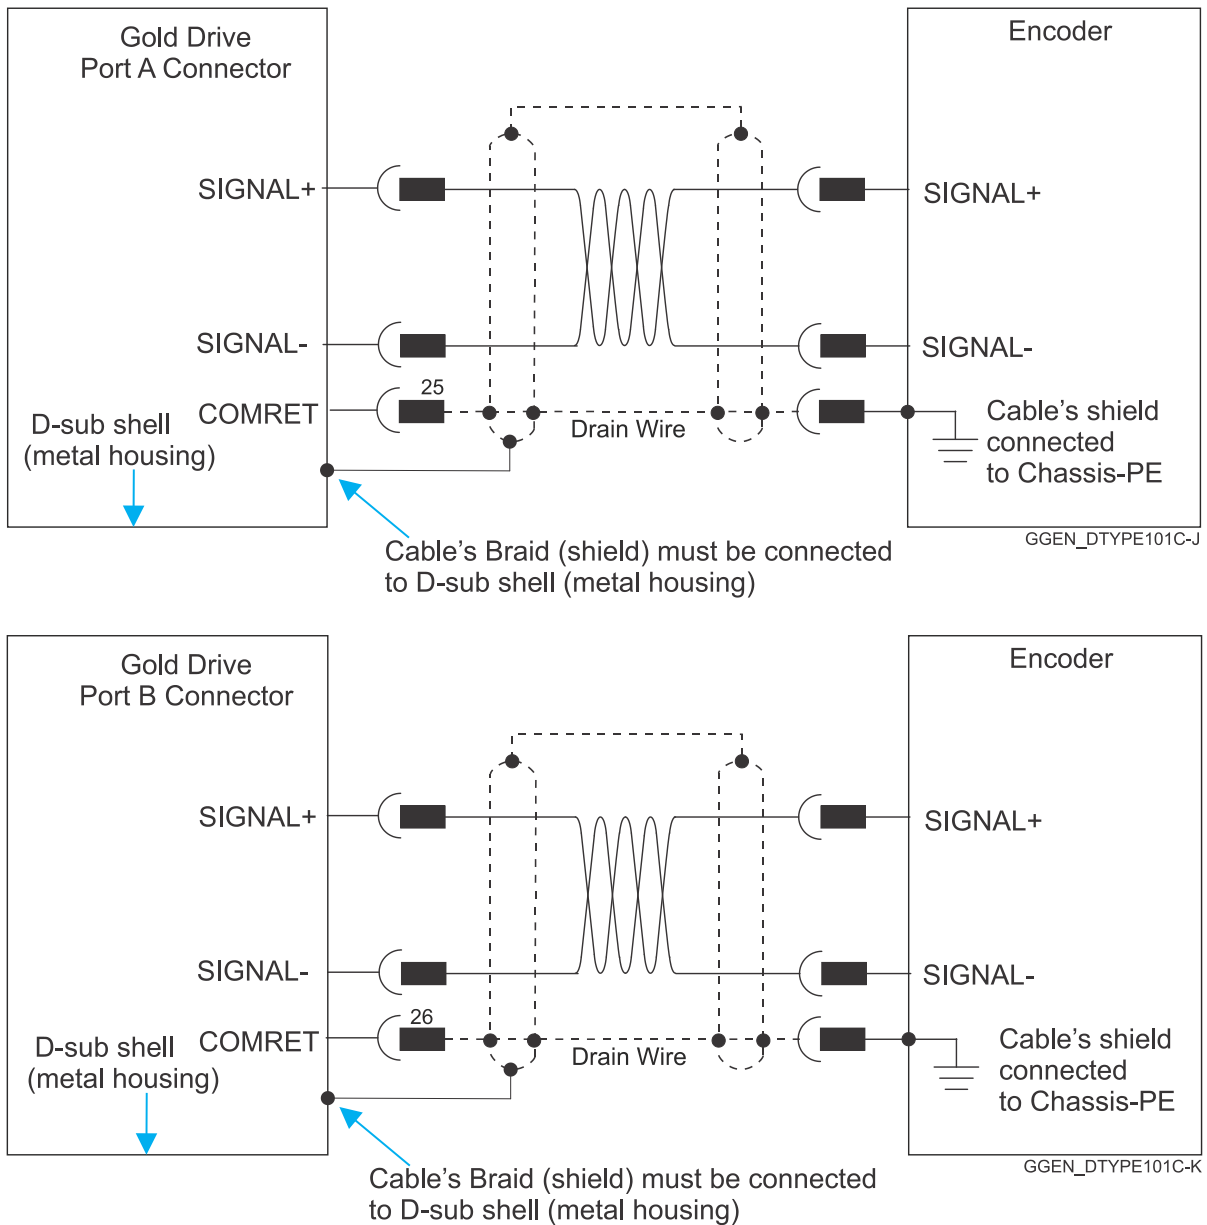 Gold Drive
Port A Connector
Encoder
SIGNAL+
SIGNAL+
SIGNAL-
SIGNAL-
25
COMRET
Drain Wire
D-sub shell
(metal housing)
Cable's shield
connected
to Chassis-PE
GGEN_DTYPE101C-J
Cable's Braid (shield) must be connected
to D-sub shell (metal housing)
Gold Drive
Port B Connector
Encoder
SIGNAL+
SIGNAL+
SIGNAL-
SIGNAL-
26
COMRET
Drain Wire
D-sub shell
(metal housing)
Cable's shield
connected
to Chassis-PE
GGEN_DTYPE101C-K
Cable's Braid (shield) must be connected
to D-sub shell (metal housing)